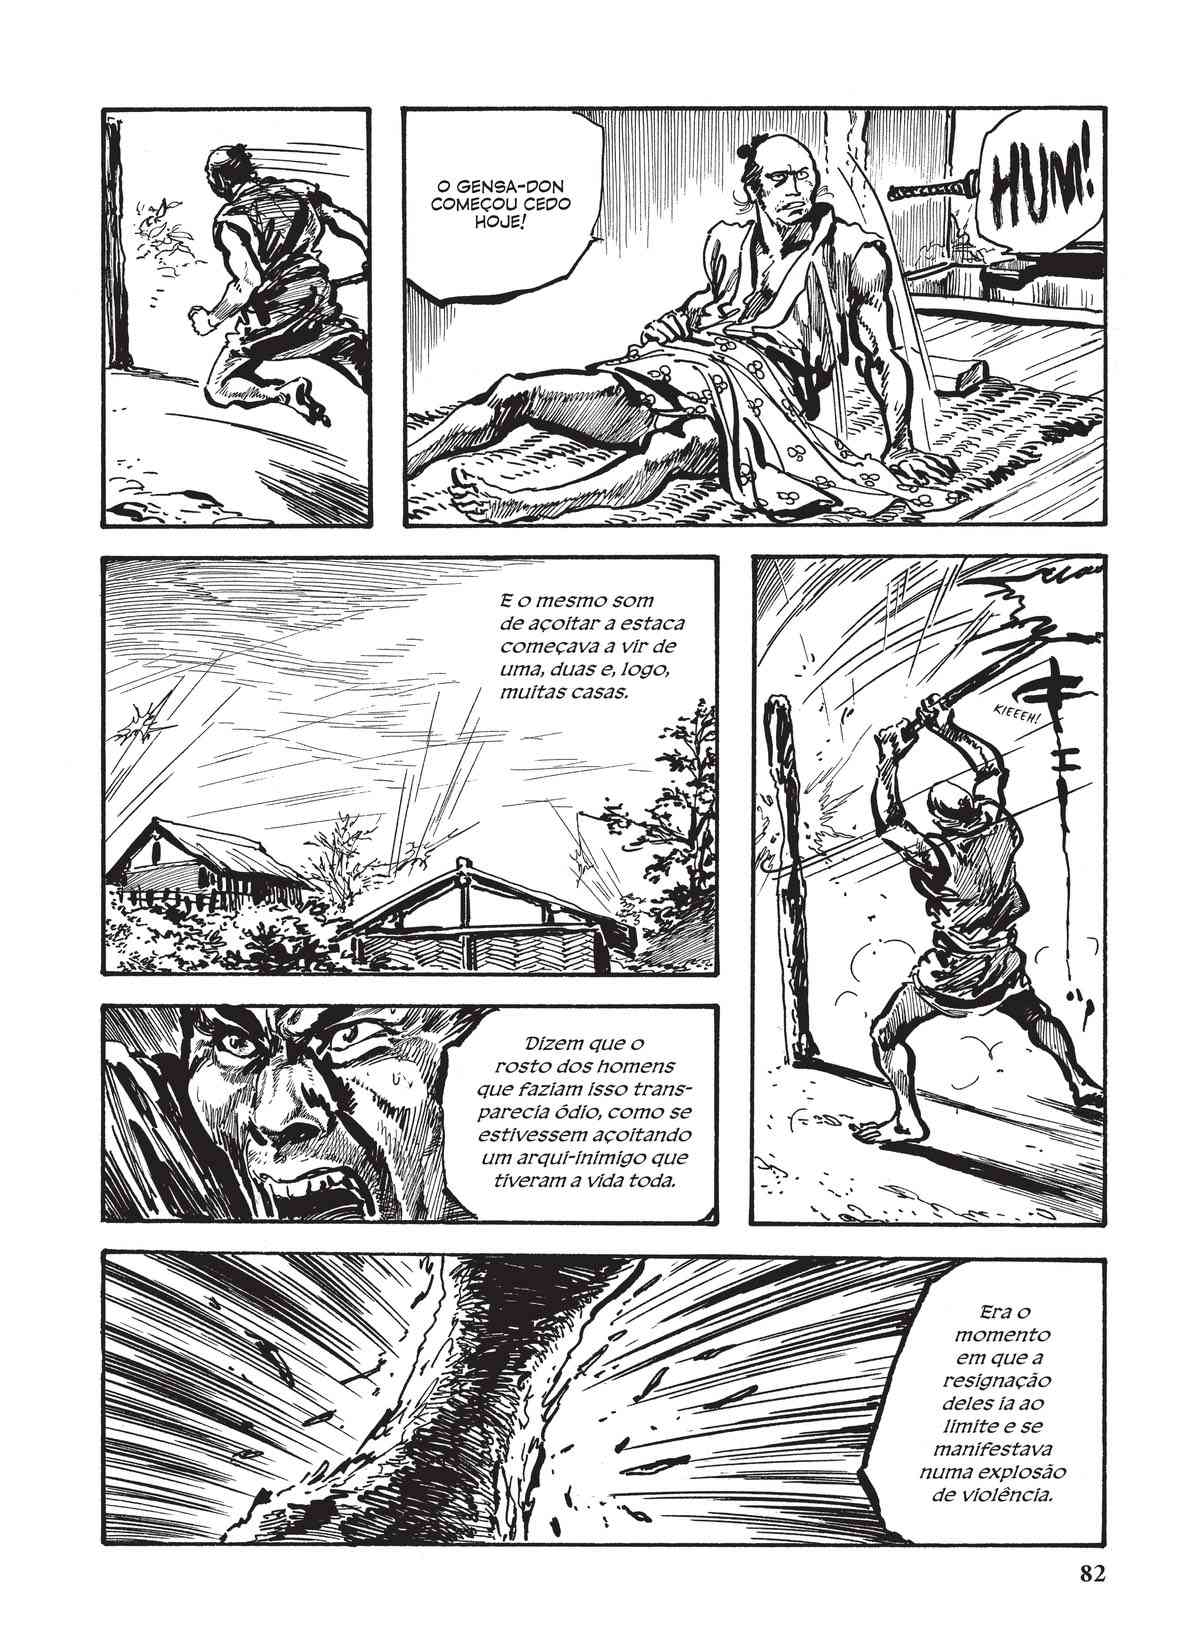 HUM!
O GENSA-DON
COMEÇOU CEDO
HOJE!
KIEEEH!
E o mesmo som
de açoitar a estaca
começava a vir de
uma, duas e, logo,
muitas casas.
Dizem que o
rosto dos homens
que faziam isso trans-
parecia ódio, como se
estivessem açoitando
um arqui-inimigo que
tiveram a vida toda.
Era o
momento
em que a
resignação
deles ia ao
limite e se
manifestava
numa explosão
de violência.
82